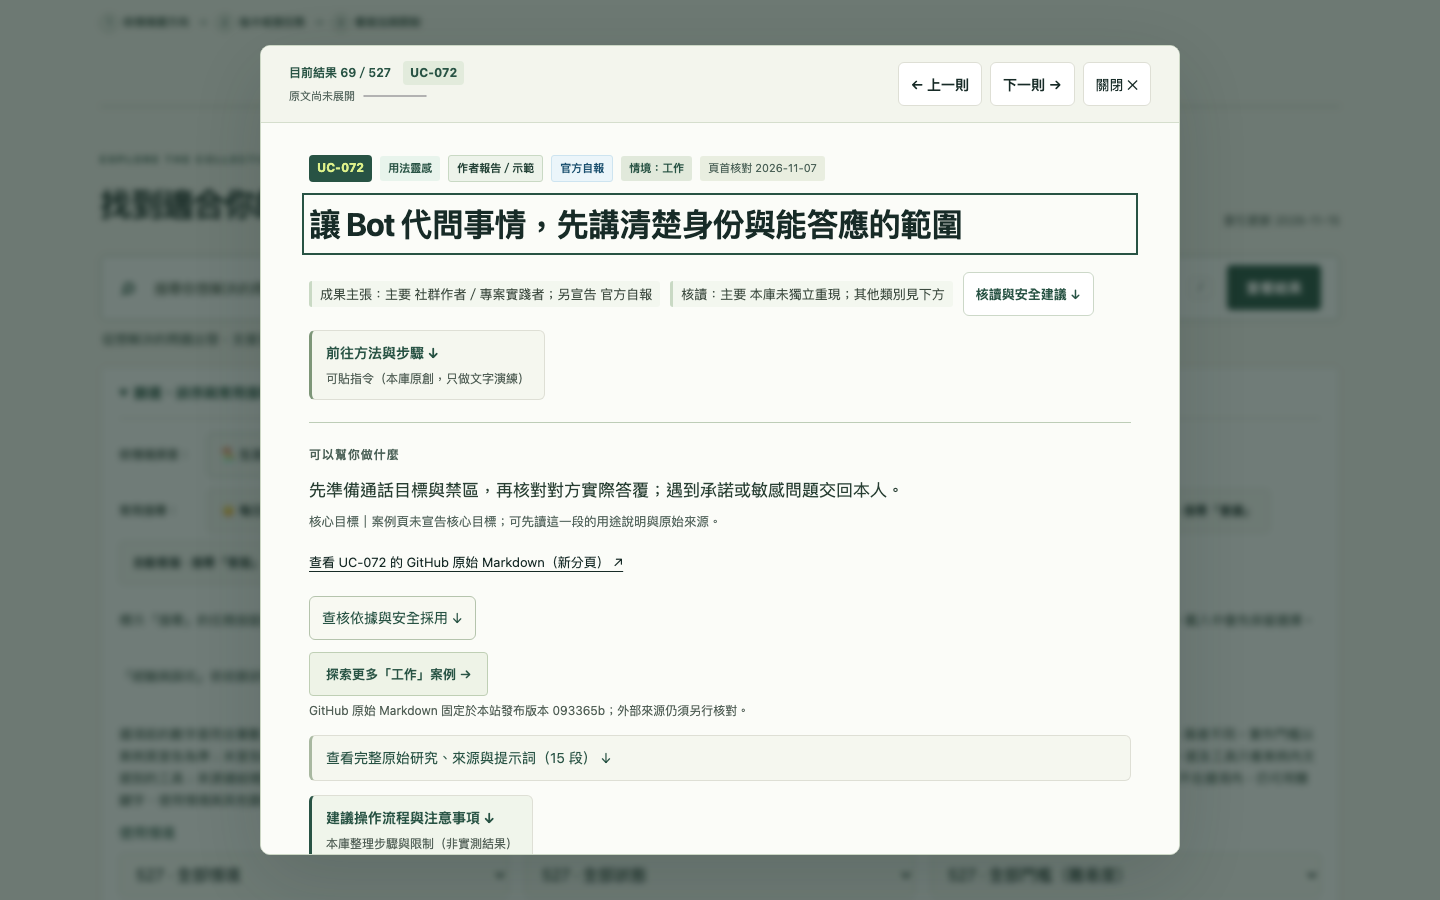 目前結果 69 / 527 UC-072
原文尚未展開
← 上一則 下一則 → 關閉 ×
UC-072 用法靈感 作者報告 / 示範 官方自報 情境：工作 頁首核對 2026-11-07
讓 Bot 代問事情，先講清楚身份與能答應的範圍
成果主張：主要 社群作者 / 專案實踐者；另宣告 官方自報 核讀：主要 本庫未獨立重現；其他類別見下方 核讀與安全建議 ↓
前往方法與步驟 ↓
可貼指令（本庫原創，只做文字演練）
可以幫你做什麼
先準備通話目標與禁區，再核對對方實際答覆；遇到承諾或敏感問題交回本人。
核心目標｜案例頁未宣告核心目標；可先讀這一段的用途說明與原始來源。
查看 UC-072 的 GitHub 原始 Markdown（新分頁） ↗
查核依據與安全採用 ↓
探索更多「工作」案例 →
GitHub 原始 Markdown 固定於本站發布版本 093365b；外部來源仍須另行核對。
查看完整原始研究、來源與提示詞（15 段） ↓
建議操作流程與注意事項 ↓
本庫整理步驟與限制（非實測結果）
找到適合你
527 · 全部情境 527 · 全部狀態